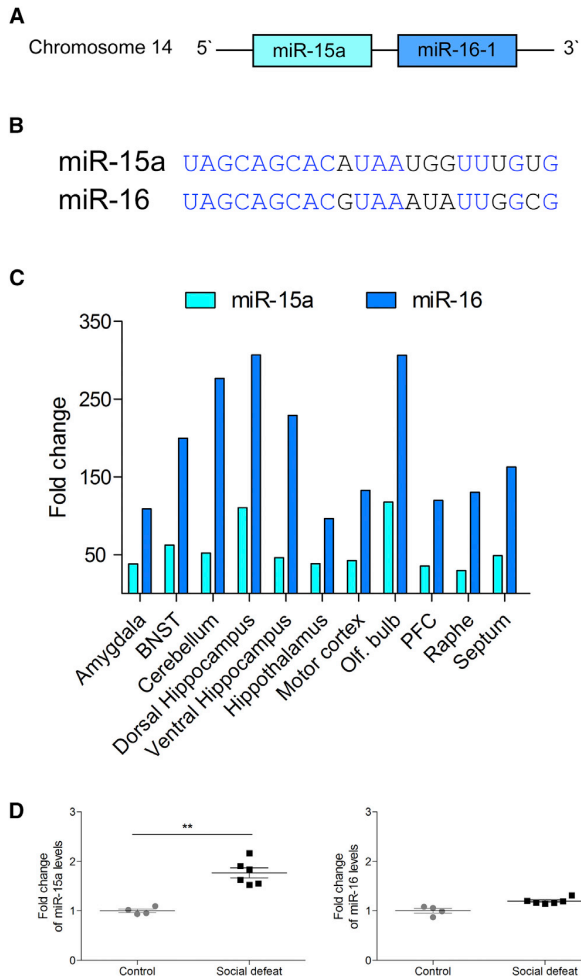 A
Chromosome 14 5` miR-15a miR-16-1 3`
B
miR-15a UAGCAGCACAUAAUGGUUUGUG
miR-16 UAGCAGCACGUAAAUAUUGGCG
C
miR-15a miR-16
350
250
150
50
Fold change
Amygdala
BNST
Cerebellum
Dorsal Hippocampus
Ventral Hippocampus
Hippothalamus
Motor cortex
Olf. bulb
PFC
Raphe
Septum
D
3
2
1
0
Fold change
of miR-15a levels
**
Control Social defeat
3
2
1
0
Fold change
of miR-16 levels
Control Social defeat